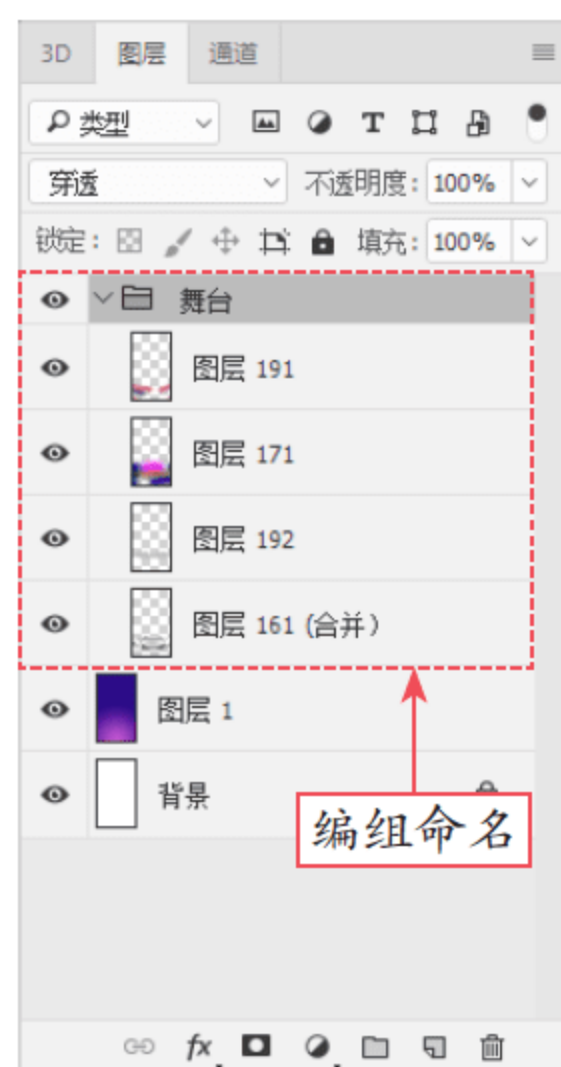 3D 图层 通道
类型 T
穿透 不透明度: 100%
锁定: 填充: 100%
舞台
图层 191
图层 171
图层 192
图层 161 (合并)
图层 1
背景
编组命名
fx